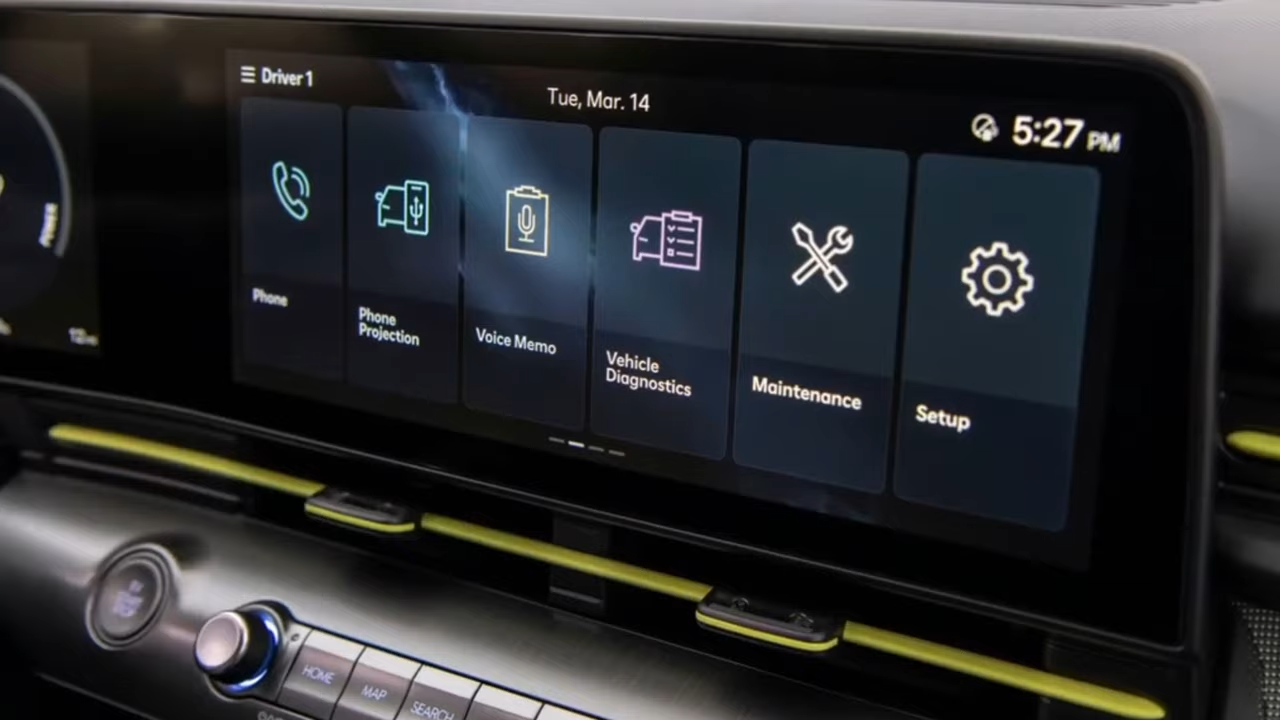 Driver 1
Tue, Mar. 14
5:27 PM
Phone
Phone
Projection
Voice Memo
Vehicle
Diagnostics
Maintenance
Setup
POWER
HOME
MAP
SEARCH